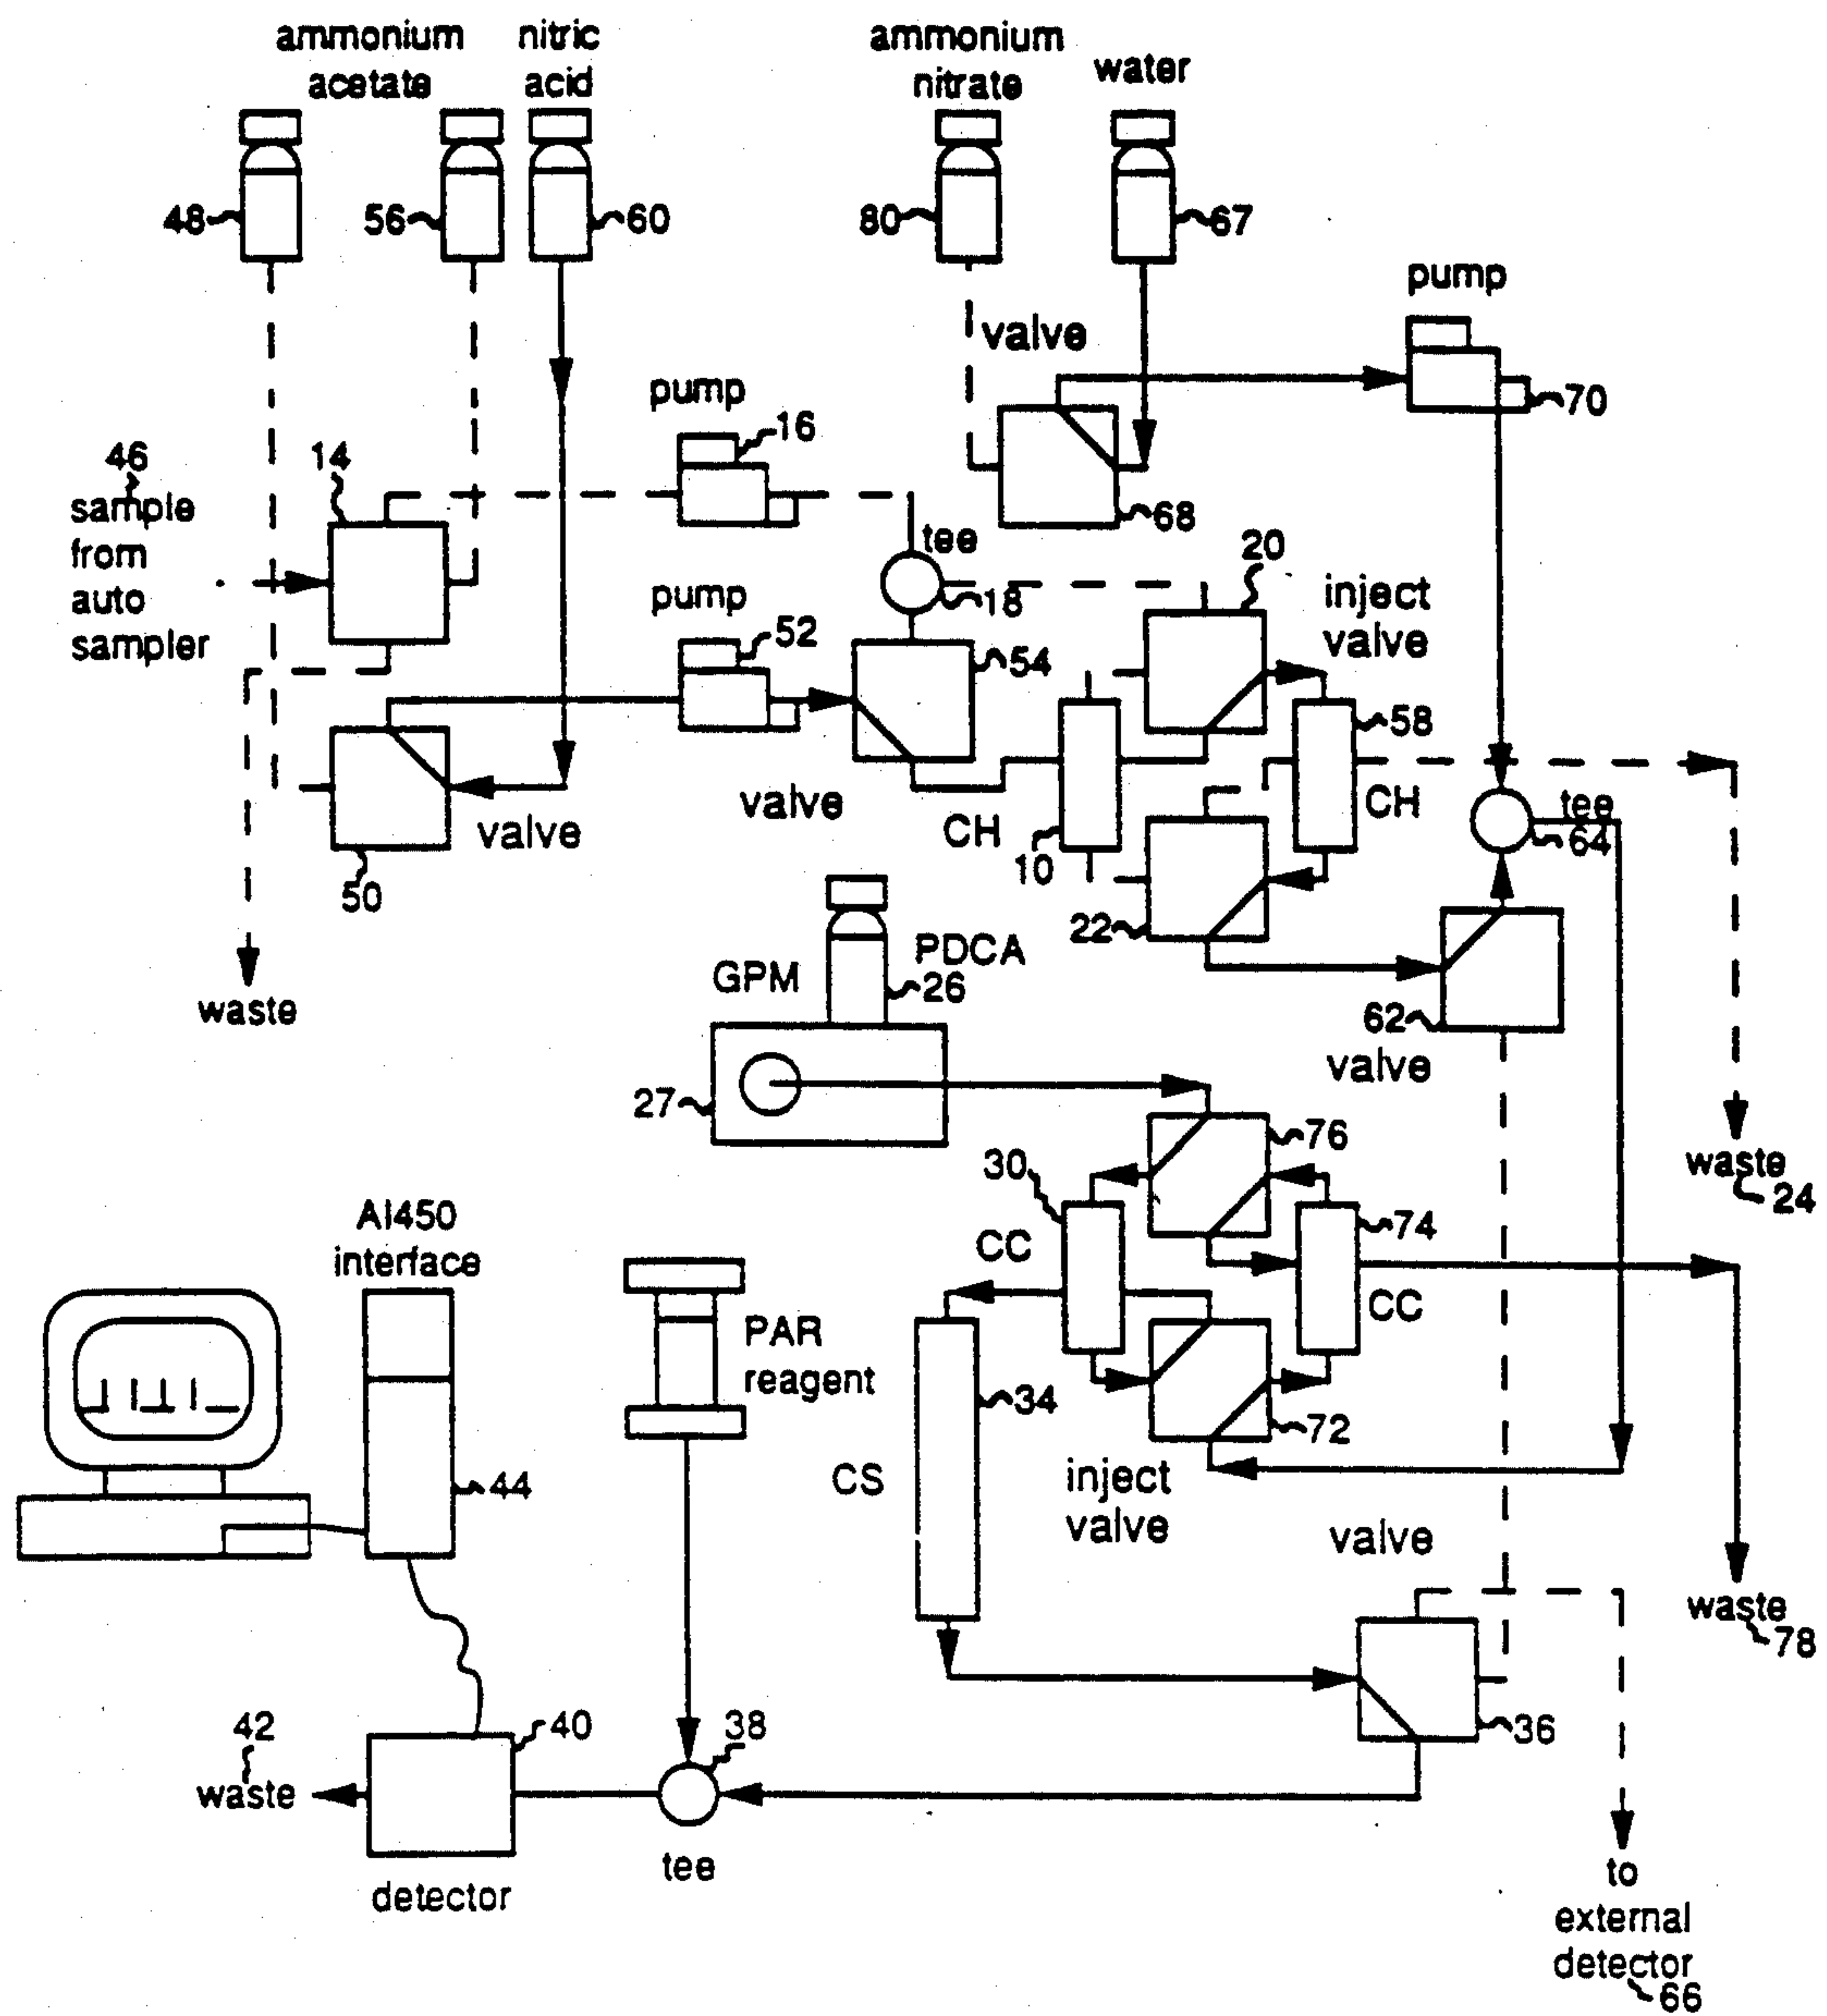 ammonium
acetate
nitric
acid
ammonium
nitrate
water
48
56
60
80
67
pump
valve
70
pump
16
46
14
sample
from
auto
sampler
68
tee
20
18
inject
valve
pump
52
54
58
valve
valve
CH
10
CH
tee
64
50
22
PDCA
GPM
26
62
valve
waste
27
76
30
waste
24
AI450
interface
CC
74
CC
PAR
reagent
34
72
44
CS
inject
valve
valve
waste
78
42
waste
40
38
36
detector
tee
to
external
detector
66